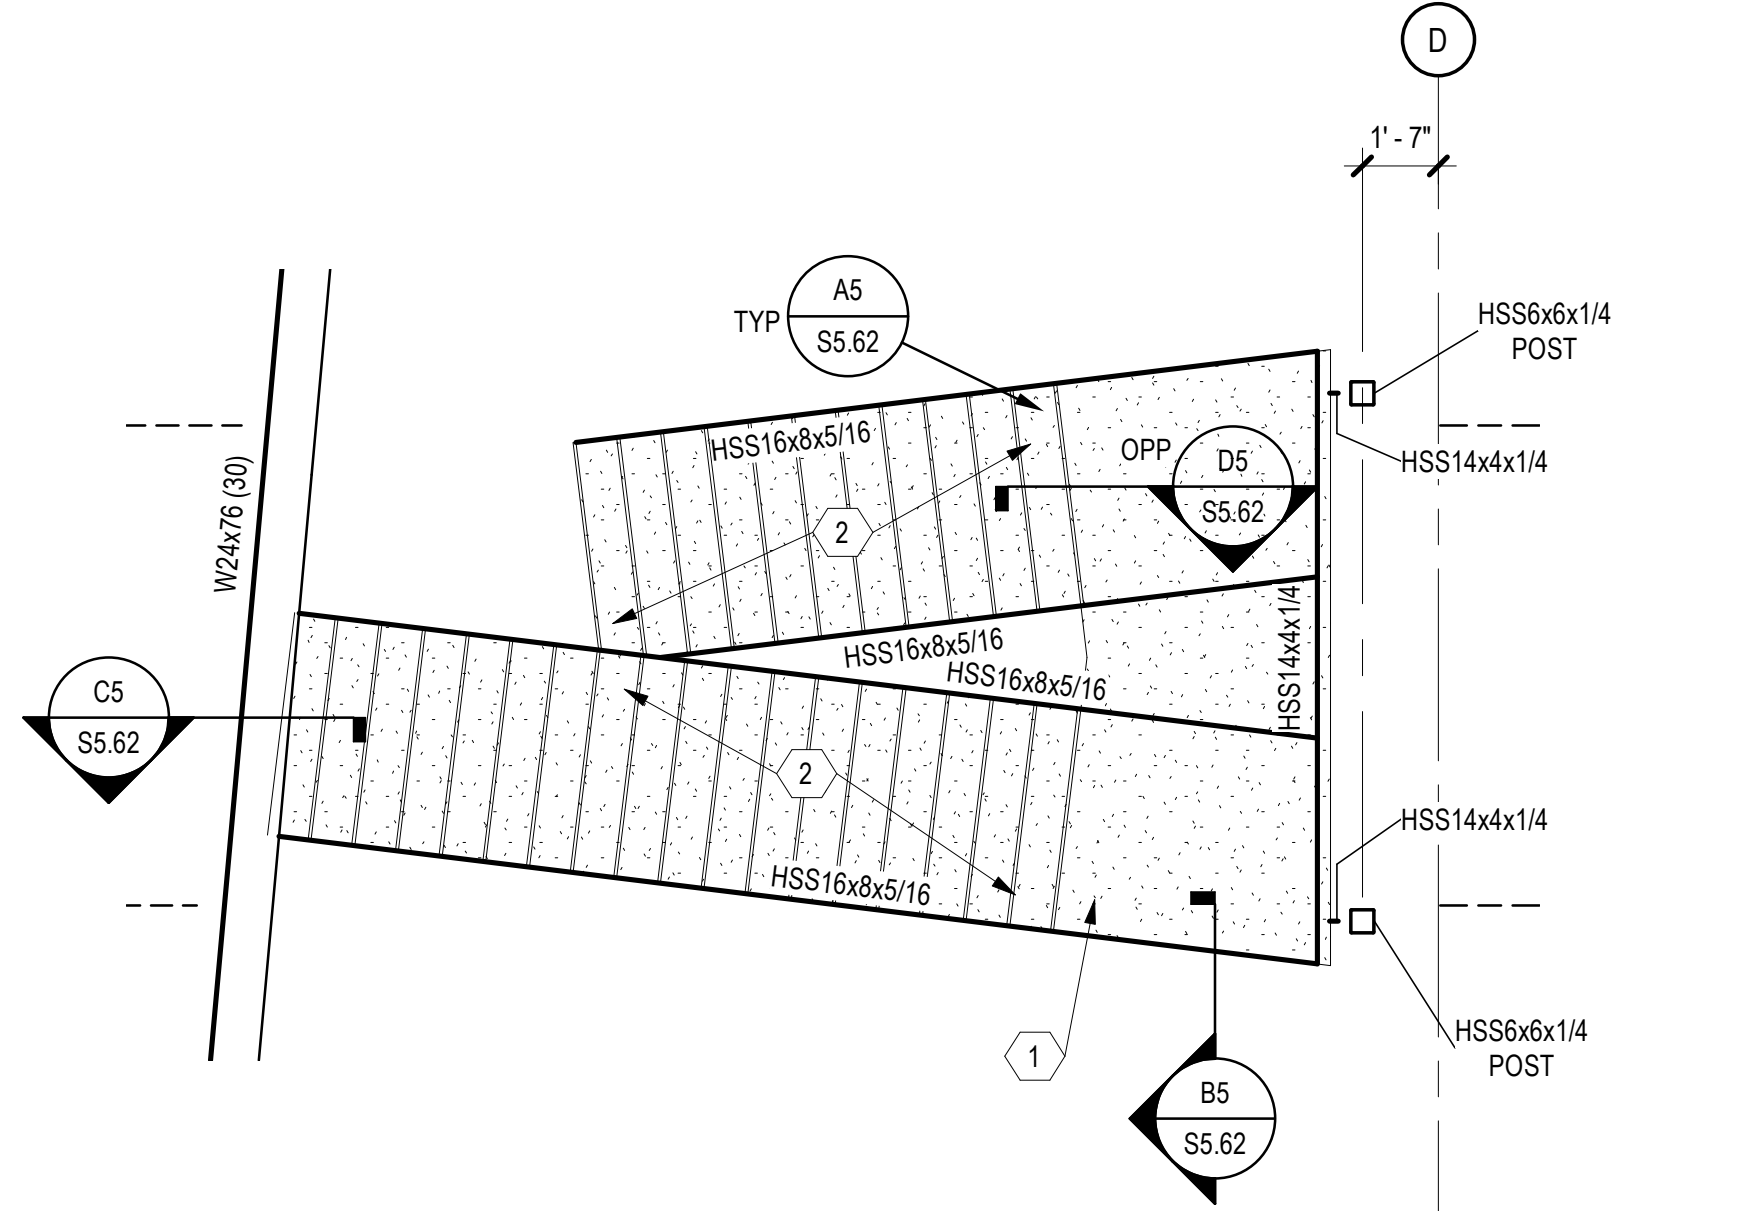 D
1' - 7"
A5
TYP
S5.62
HSS6x6x1/4
POST
HSS16x8x5/16
OPP
D5
HSS14x4x1/4
S5.62
W24x76 (30)
2
HSS14x4x1/4
HSS16x8x5/16
HSS16x8x5/16
C5
S5.62
2
HSS14x4x1/4
HSS16x8x5/16
HSS6x6x1/4
POST
1
B5
S5.62